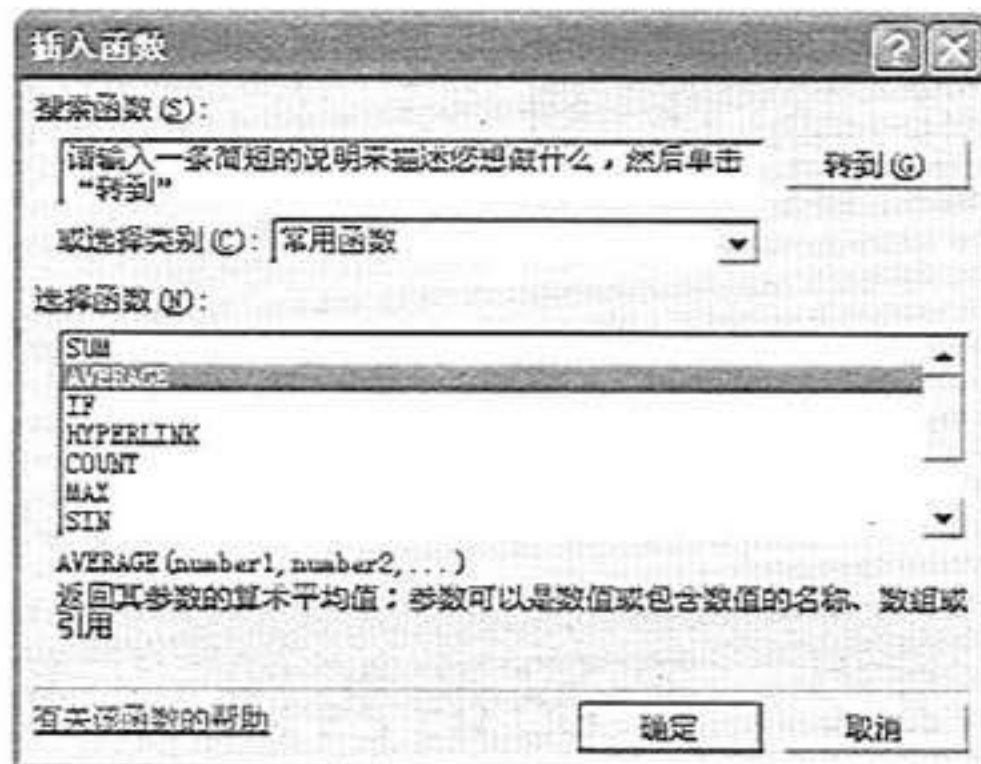 插入函数
搜索函数(S):
请输入一条简短的说明来描述您想做什么，然后单击
“转到”
转到(G)
或选择类别(C): 常用函数
选择函数(N):
SUM
AVERAGE
IF
HYPERLINK
COUNT
MAX
SIN
AVERAGE(number1,number2,...)
返回其参数的算术平均值；参数可以是数值或包含数值的名称、数组或
引用
有关该函数的帮助
确定
取消